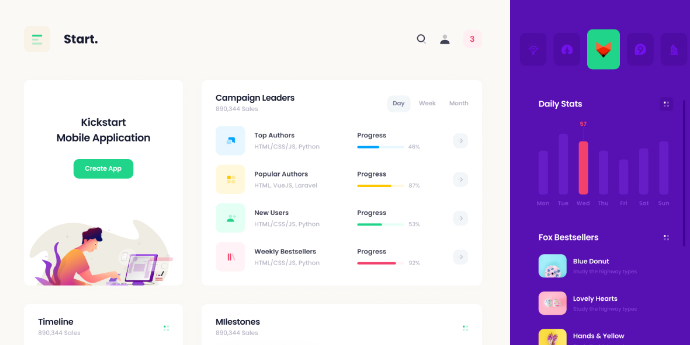 Start.
3
Kickstart
Mobile Application
Create App
Campaign Leaders
890,344 Sales
Day Week Month
Top Authors
HTML/CSS/JS, Python
Progress
46%
Popular Authors
HTML, VueJS, Laravel
Progress
87%
New Users
HTML/CSS/JS, Python
Progress
53%
Weekly Bestsellers
HTML/CSS/JS, Python
Progress
92%
Timeline
890,344 Sales
MIlestones
890,344 Sales
Daily Stats
57
Mon Tue Wed Thu Fri Sat Sun
Fox Bestsellers
Blue Donut
Study the highway types
Lovely Hearts
Study the highway types
Hands & Yellow